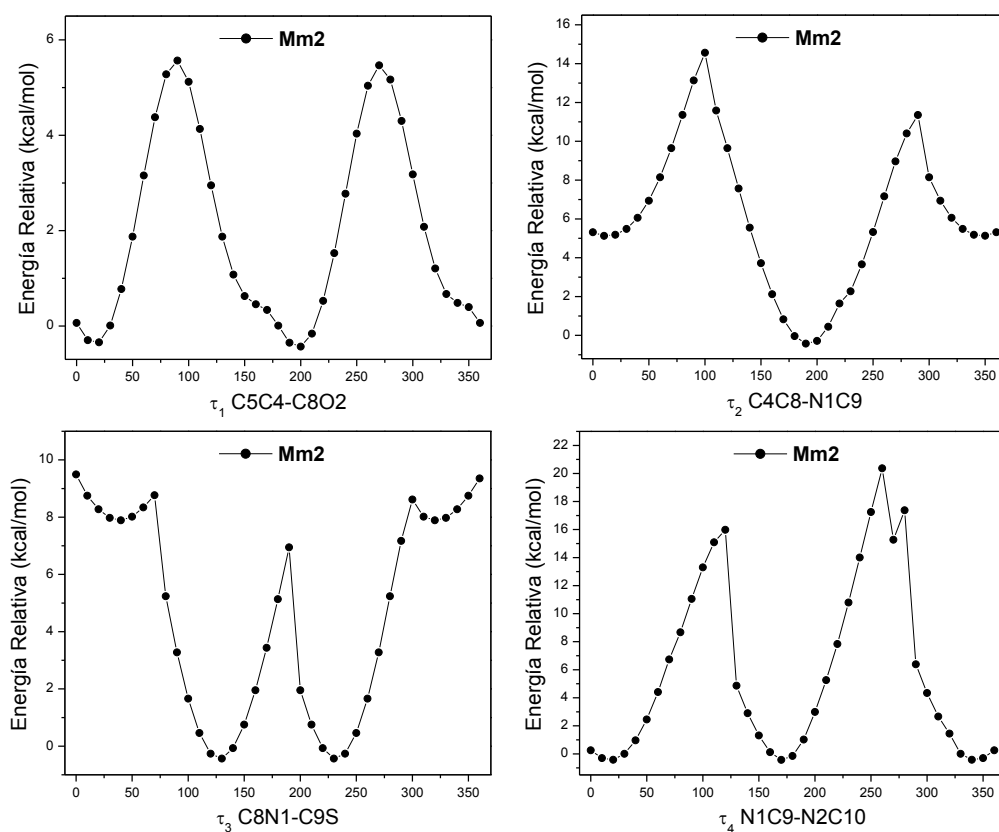 Mm2
Energía Relativa (kcal/mol)
6
4
2
0
0 50 100 150 200 250 300 350
τ1 C5C4-C8O2
Mm2
Energía Relativa (kcal/mol)
16
14
12
10
8
6
4
2
0
0 50 100 150 200 250 300 350
τ2 C4C8-N1C9
Mm2
Energía Relativa (kcal/mol)
10
8
6
4
2
0
0 50 100 150 200 250 300 350
τ3 C8N1-C9S
Mm2
Energía Relativa (kcal/mol)
22
20
18
16
14
12
10
8
6
4
2
0
0 50 100 150 200 250 300 350
τ4 N1C9-N2C10